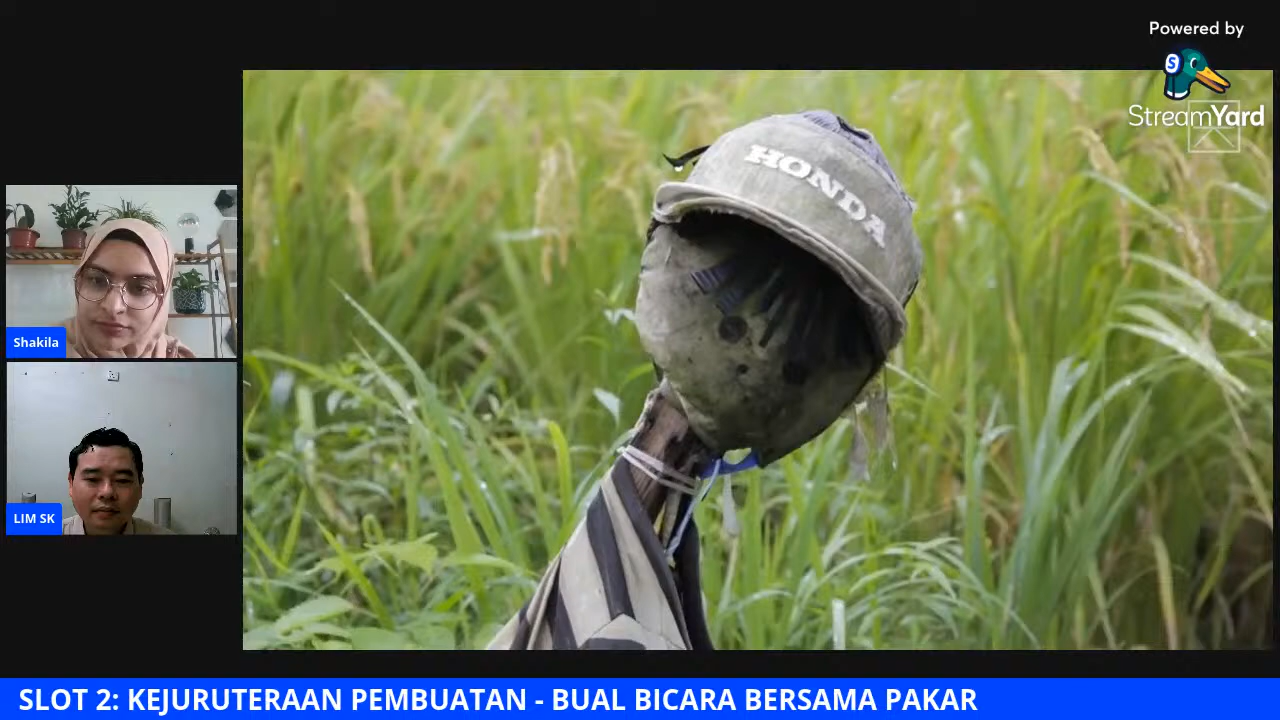 Powered by
StreamYard
HONDA
Shakila
LIM SK
SLOT 2: KEJURUTERAAN PEMBUATAN - BUAL BICARA BERSAMA PAKAR